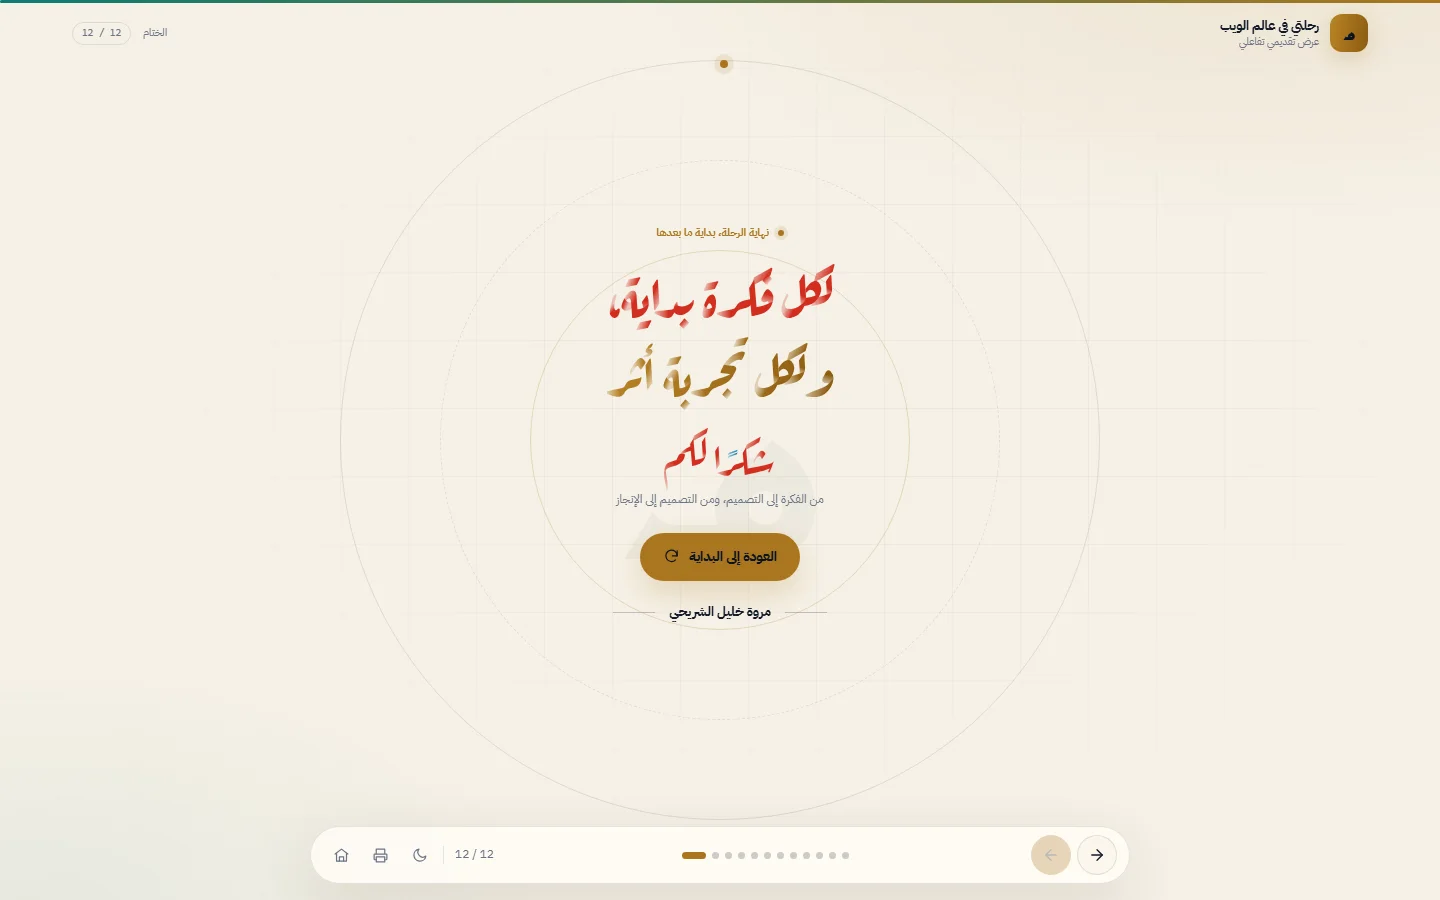 رحلتي في عالم الويب
عرض تقديمي تفاعلي
الختام
12 / 12
نهاية الرحلة، بداية ما بعدها
لكل فكرة بداية،
ولكل تجربة أثر
شكرًا لكم
من الفكرة إلى التصميم، ومن التصميم إلى الإنجاز
العودة إلى البداية
مروة خليل الشريحي
12 / 12